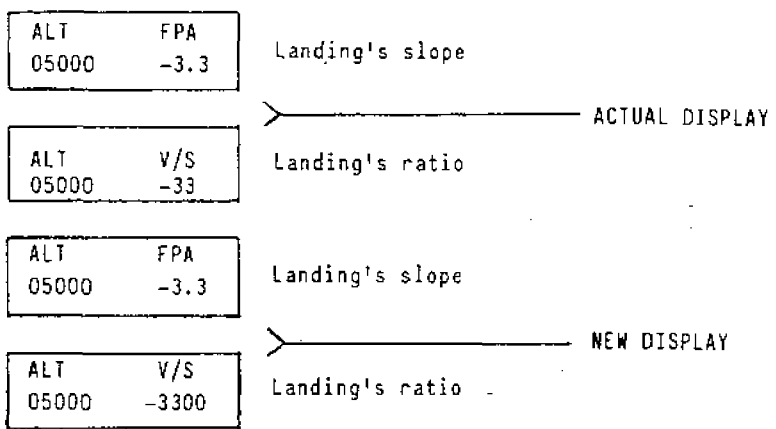 ALT FPA
05000 -3.3
Landing's slope
ACTUAL DISPLAY
ALT V/S
05000 -33
Landing's ratio
ALT FPA
05000 -3.3
Landing's slope
NEW DISPLAY
ALT V/S
05000 -3300
Landing's ratio